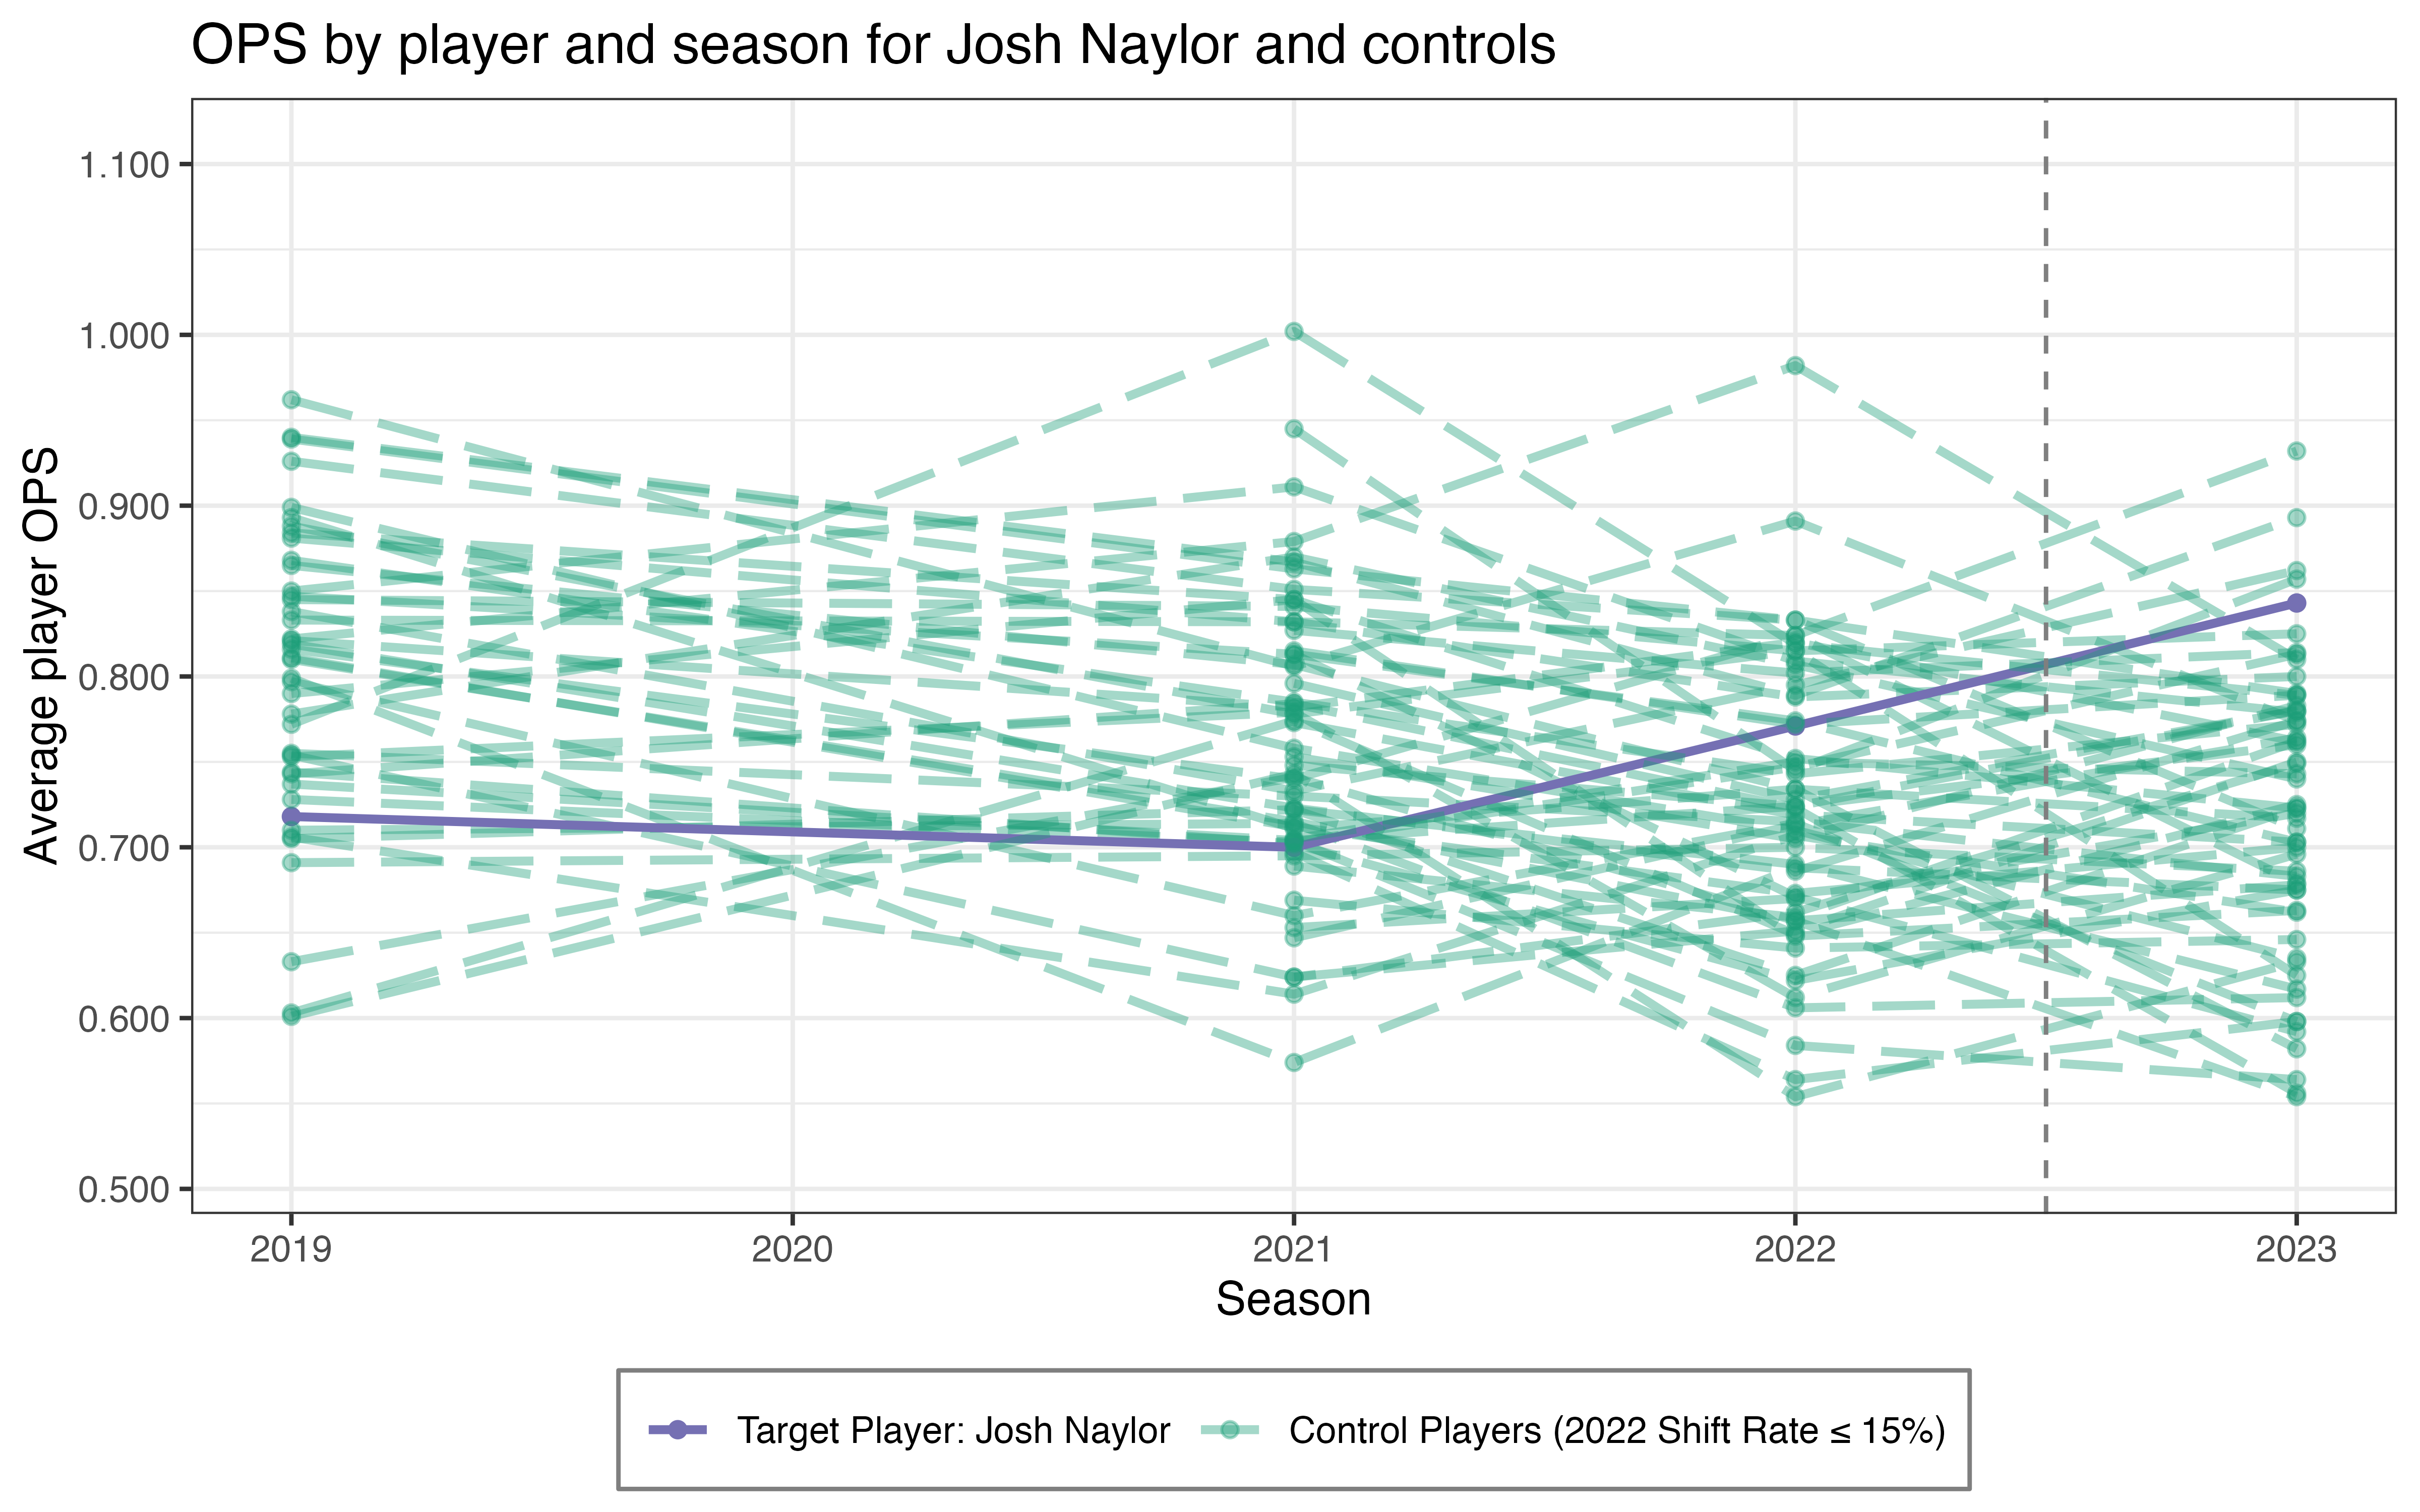 OPS by player and season for Josh Naylor and controls
Average player OPS
1.100
1.000
0.900
0.800
0.700
0.600
0.500
2019 2020 2021 2022 2023
Season
Target Player: Josh Naylor Control Players (2022 Shift Rate ≤ 15%)